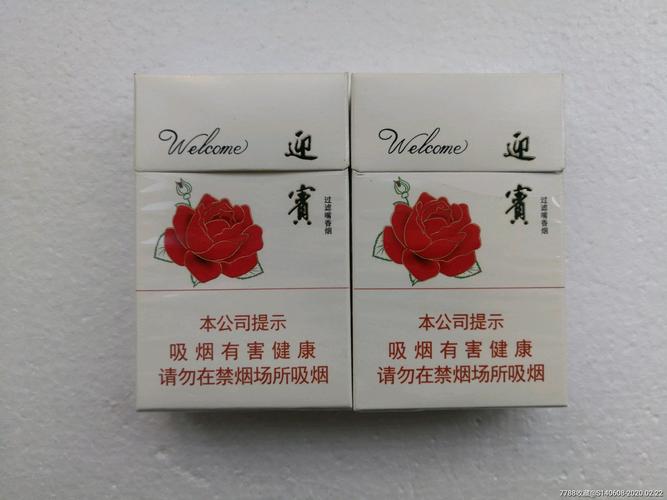 Welcome 迎
賓
过滤嘴香烟
本公司提示
吸烟有害健康
请勿在禁烟场所吸烟
Welcome 迎
賓
过滤嘴香烟
本公司提示
吸烟有害健康
请勿在禁烟场所吸烟
7788收藏@S140608-2020.02.22